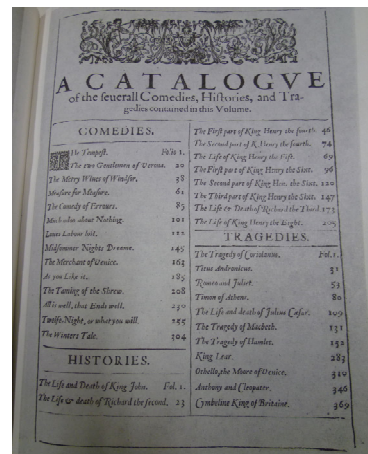 A CATALOGVE
of the seuerall Comedies, Histories, and Tra-
gedies contained in this Volume.
COMEDIES.
The Tempest. Folio 1.
The two Gentlemen of Verona. 20
The Merry Wiues of Windsor. 38
Measure for Measure. 61
The Comedy of Errours. 85
Much adoo about Nothing. 101
Loues Labour lost. 122
Midsommer Nights Dreame. 145
The Merchant of Venice. 163
As you Like it. 185
The Taming of the Shrew. 208
All is well, that Ends well. 230
Twelfe-Night, or what you will. 255
The Winters Tale. 304
HISTORIES.
The Life and Death of King John. Fol. 1.
The Life & death of Richard the second. 23
The First part of King Henry the fourth. 46
The Second part of K. Henry the fourth. 74
The Life of King Henry the Fift. 69
The First part of King Henry the Sixt. 96
The Second part of King Hen. the Sixt. 120
The Third part of King Henry the Sixt. 147
The Life & Death of Richard the Third. 173
The Life of King Henry the Eight. 205
TRAGEDIES.
The Tragedy of Coriolanus. Fol. 1.
Titus Andronicus. 31
Romeo and Juliet. 53
Timon of Athens. 80
The Life and death of Julius Cæsar. 109
The Tragedy of Macbeth. 131
The Tragedy of Hamlet. 152
King Lear. 283
Othello, the Moore of Venice. 310
Anthony and Cleopater. 346
Cymbeline King of Britaine. 369